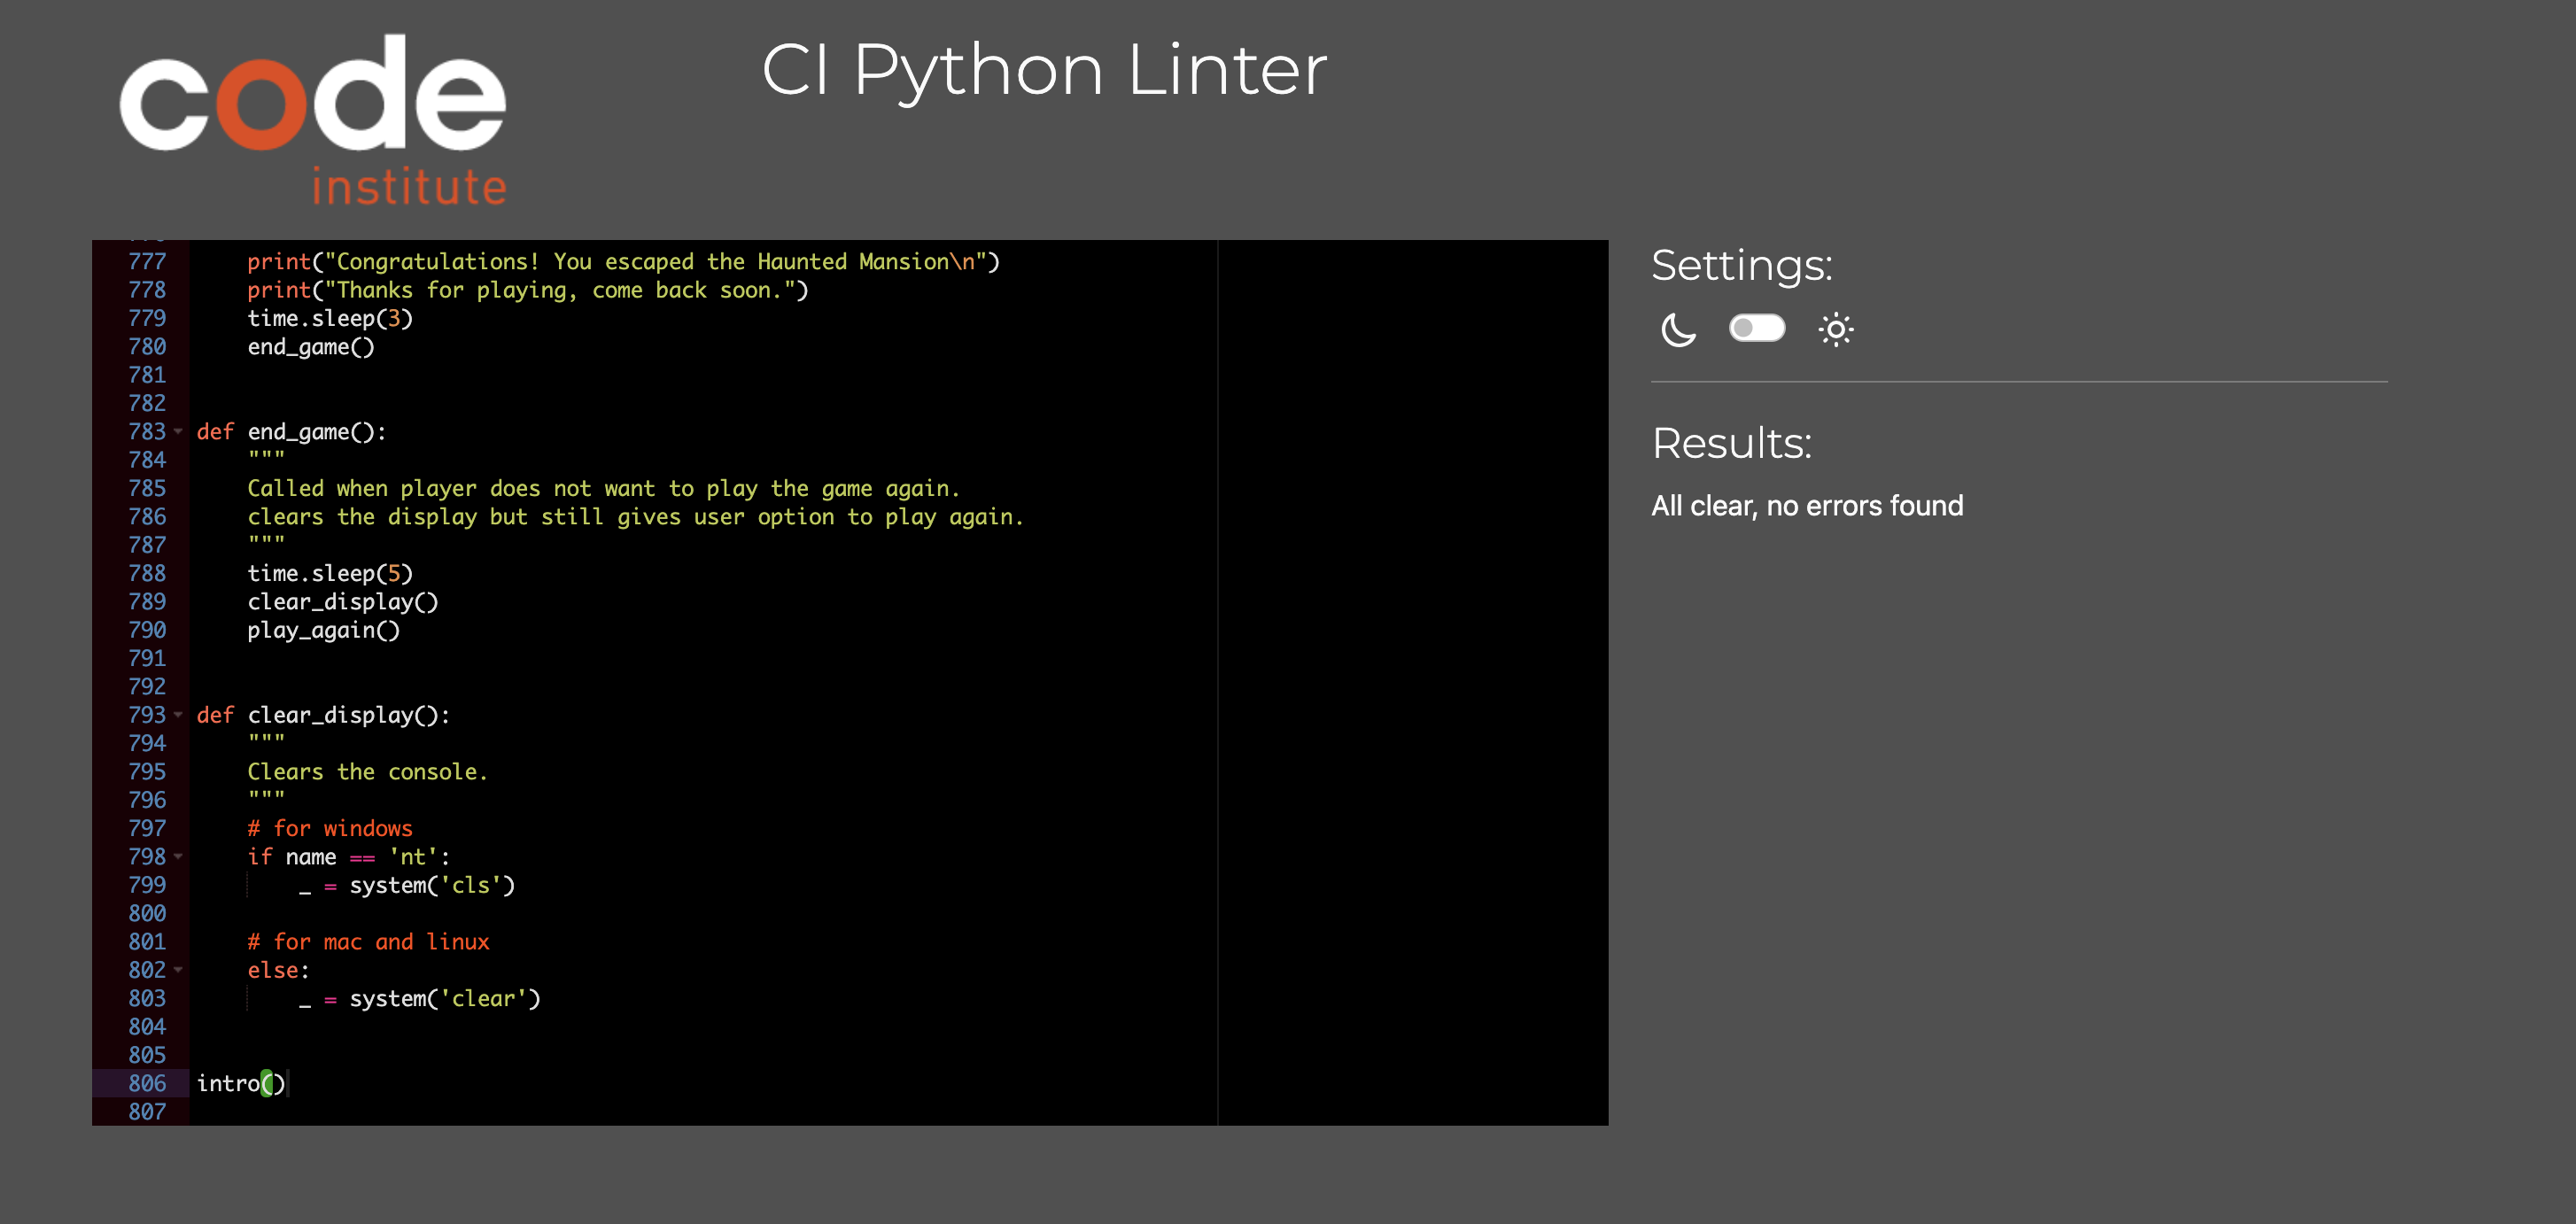 code
institute
CI Python Linter
777     print("Congratulations! You escaped the Haunted Mansion\n")
778     print("Thanks for playing, come back soon.")
779     time.sleep(3)
780     end_game()
781
782
783 def end_game():
784     """
785     Called when player does not want to play the game again.
786     clears the display but still gives user option to play again.
787     """
788     time.sleep(5)
789     clear_display()
790     play_again()
791
792
793 def clear_display():
794     """
795     Clears the console.
796     """
797     # for windows
798     if name == 'nt':
799         _ = system('cls')
800
801     # for mac and linux
802     else:
803         _ = system('clear')
804
805
806 intro()
807
Settings:
Results:
All clear, no errors found